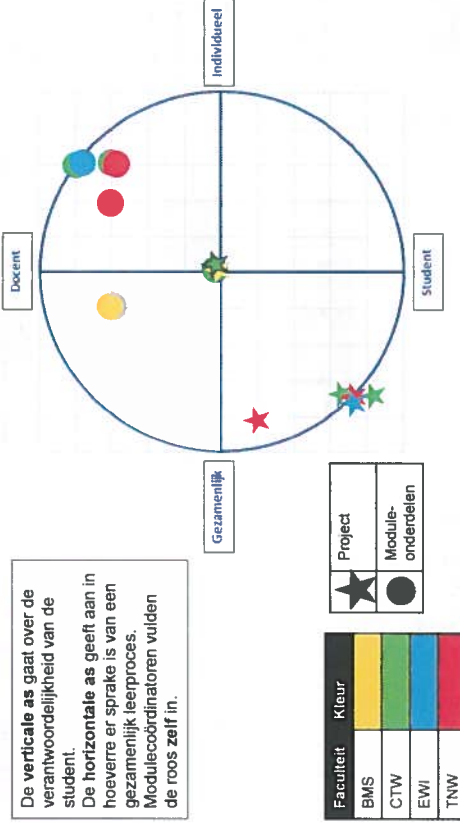 De verticale as gaat over de
verantwoordelijkheid van de
student.
De horizontale as geeft aan in
hoeverre er sprake is van een
gezamenlijk leerproces.
Modulecoördinatoren vulden
de roos zelf in.
Docent
Individueel
Gezamenlijk
Student
Project
Module-
onderdelen
Faculteit Kleur
BMS
CTW
EWI
TNW